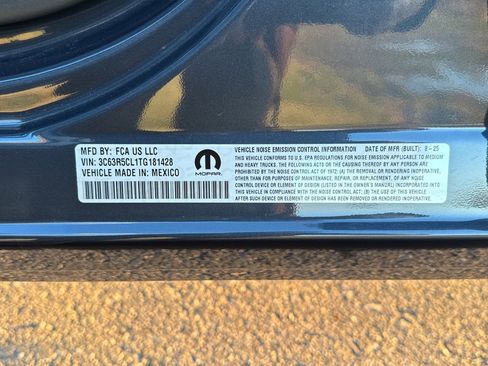 MFD BY: FCA US LLC
VIN: 3C63R5CL1TG181428
VEHICLE MADE IN: MEXICO
MOPAR
VEHICLE NOISE EMISSION CONTROL INFORMATION DATE OF MFR (BUILT): 8-25
THIS VEHICLE CONFORMS TO U.S. EPA REGULATIONS FOR NOISE EMISSION APPLICABLE TO MEDIUM
AND HEAVY TRUCKS. THE FOLLOWING ACTS OR THE CAUSING THEREOF BY ANY PERSON ARE
PROHIBITED BY THE NOISE CONTROL ACT OF 1972: (A) THE REMOVAL OR RENDERING INOPERATIVE,
OTHER THAN FOR PURPOSES OF MAINTENANCE, REPAIR, OR REPLACEMENT, OF ANY NOISE
CONTROL DEVICE OR ELEMENT OF DESIGN (LISTED IN THE OWNER'S MANUAL) INCORPORATED INTO
THIS VEHICLE IN COMPLIANCE WITH THE NOISE CONTROL ACT; (B) THE USE OF THIS VEHICLE
AFTER SUCH DEVICE OR ELEMENT OF DESIGN HAS BEEN REMOVED OR RENDERED INOPERATIVE.